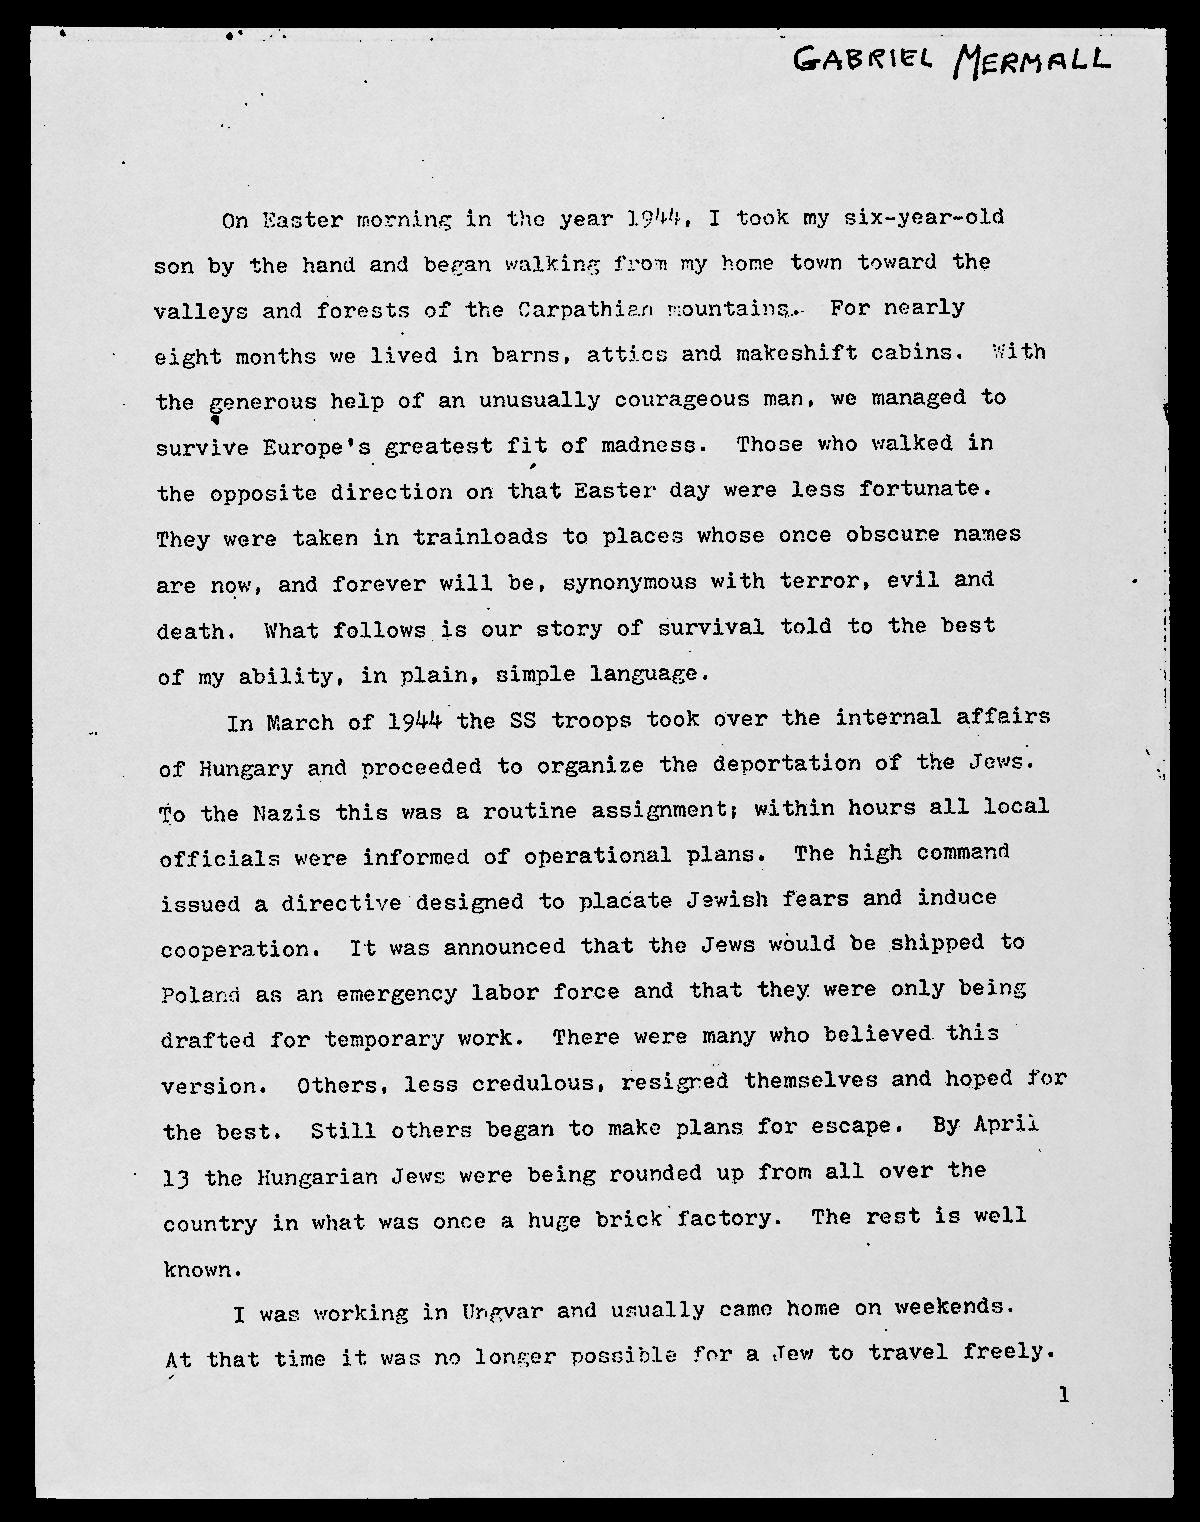 GABRIEL MERMALL
On Easter morning in the year 1944, I took my six-year-old
son by the hand and began walking from my home town toward the
valleys and forests of the Carpathian mountains. For nearly
eight months we lived in barns, attics and makeshift cabins. With
the generous help of an unusually courageous man, we managed to
survive Europe's greatest fit of madness. Those who walked in
the opposite direction on that Easter day were less fortunate.
They were taken in trainloads to places whose once obscure names
are now, and forever will be, synonymous with terror, evil and
death. What follows is our story of survival told to the best
of my ability, in plain, simple language.
In March of 1944 the SS troops took over the internal affairs
of Hungary and proceeded to organize the deportation of the Jews.
To the Nazis this was a routine assignment; within hours all local
officials were informed of operational plans. The high command
issued a directive designed to placate Jewish fears and induce
cooperation. It was announced that the Jews would be shipped to
Poland as an emergency labor force and that they were only being
drafted for temporary work. There were many who believed this
version. Others, less credulous, resigned themselves and hoped for
the best. Still others began to make plans for escape. By April
13 the Hungarian Jews were being rounded up from all over the
country in what was once a huge brick factory. The rest is well
known.
I was working in Ungvar and usually came home on weekends.
At that time it was no longer possible for a Jew to travel freely.
1